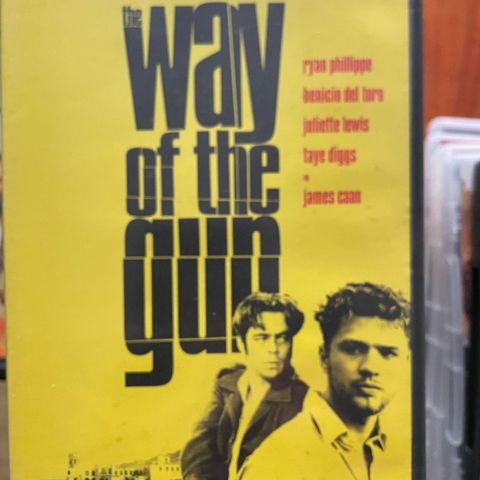 the
way
of the
gun
ryan phillippe
benicio del toro
juliette lewis
taye diggs
e
james caan